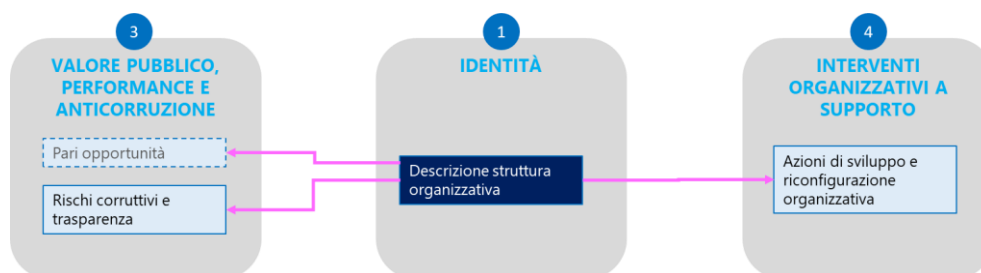 3
VALORE PUBBLICO,
PERFORMANCE E
ANTICORRUZIONE
Pari opportunità
Rischi corruttivi e
trasparenza
1
IDENTITÀ
Descrizione struttura
organizzativa
4
INTERVENTI
ORGANIZZATIVI A
SUPPORTO
Azioni di sviluppo e
riconfigurazione
organizzativa